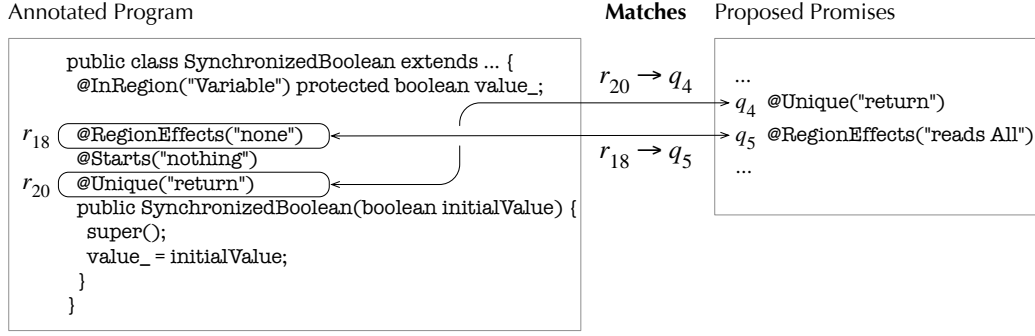 Annotated Program
Matches
Proposed Promises
public class SynchronizedBoolean extends ... {
@InRegion("Variable") protected boolean value_;
r18 @RegionEffects("none")
@Starts("nothing")
r20 @Unique("return")
public SynchronizedBoolean(boolean initialValue) {
super();
value_ = initialValue;
}
}
r20 → q4
r18 → q5
...
q4 @Unique("return")
q5 @RegionEffects("reads All")
...